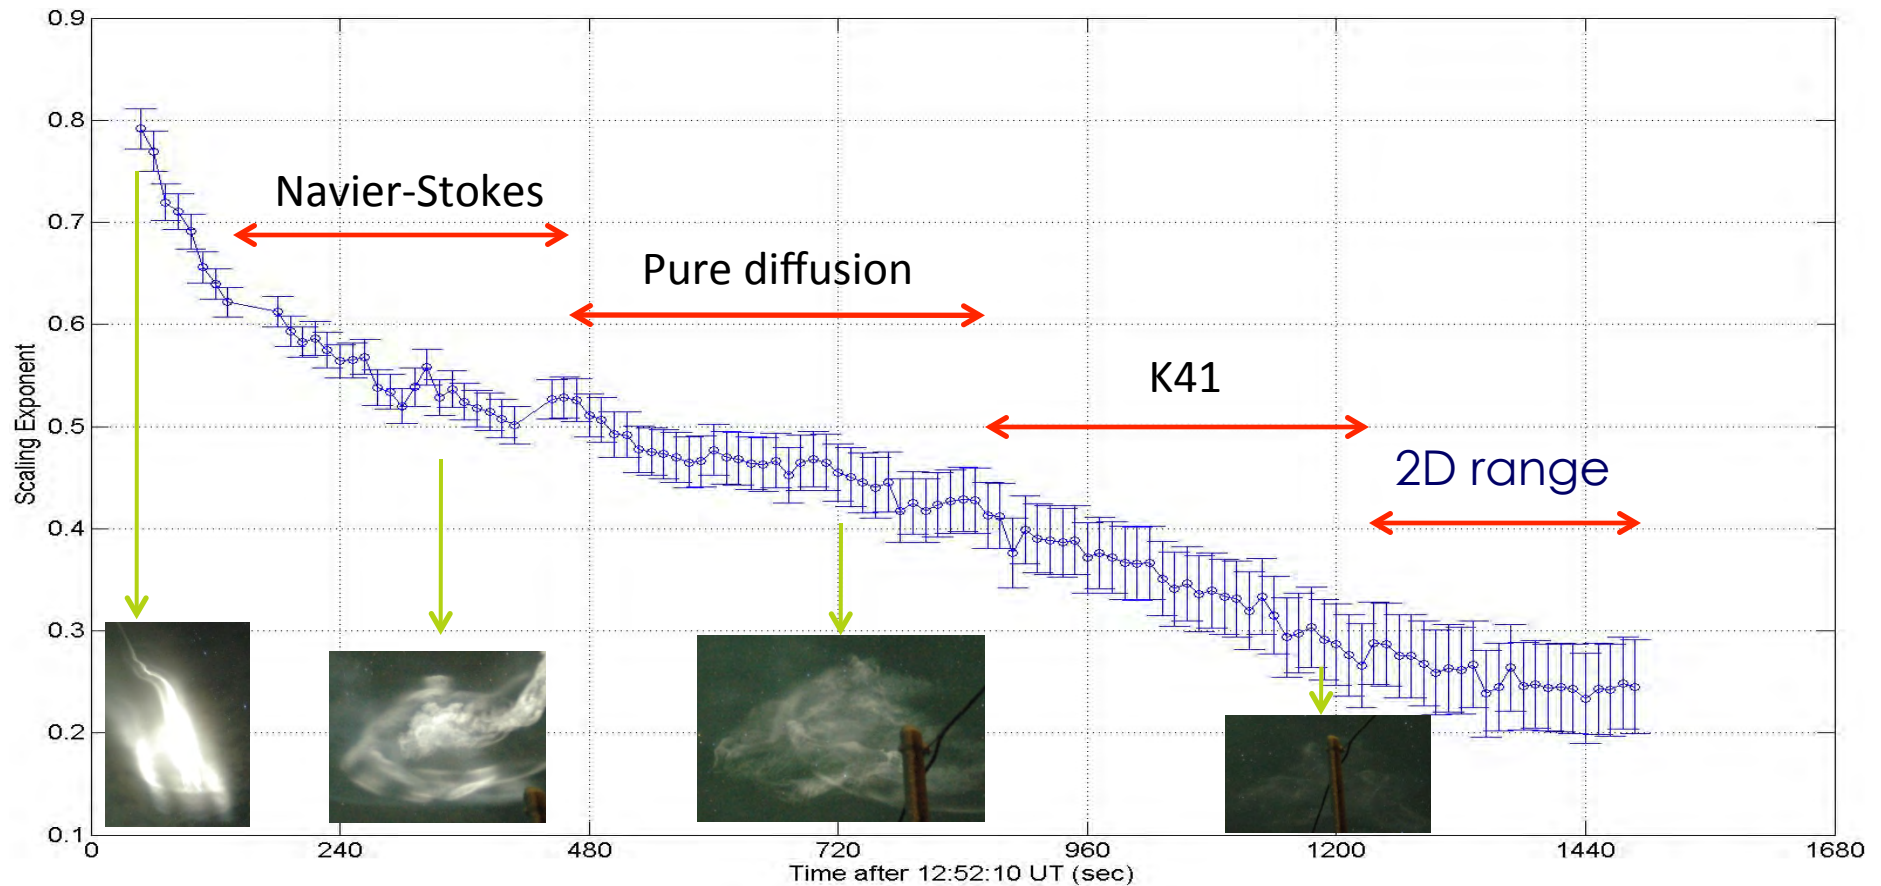 0.9
0.8
0.7
0.6
0.5
0.4
0.3
0.2
0.1
Scaling Exponent
Navier-Stokes
Pure diffusion
K41
2D range
0 240 480 720 960 1200 1440 1680
Time after 12:52:10 UT (sec)